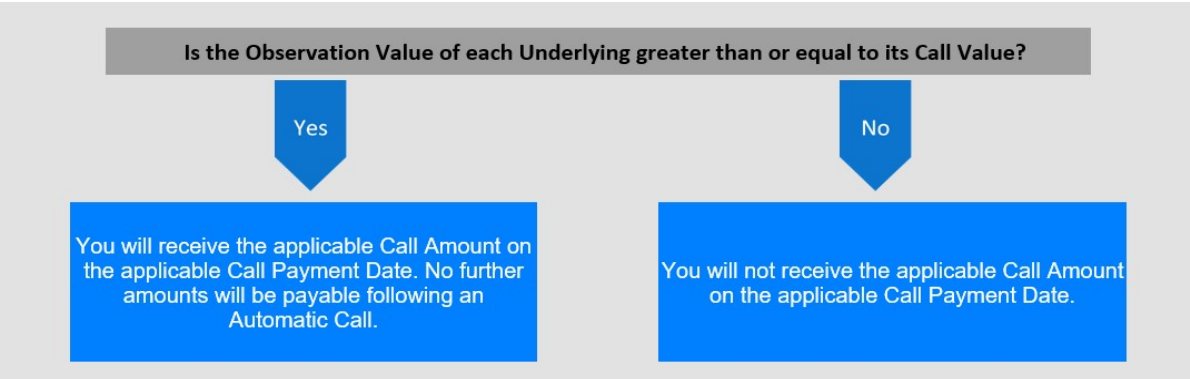 Is the Observation Value of each Underlying greater than or equal to its Call Value?
Yes
No
You will receive the applicable Call Amount on
the applicable Call Payment Date. No further
amounts will be payable following an
Automatic Call.
You will not receive the applicable Call Amount
on the applicable Call Payment Date.